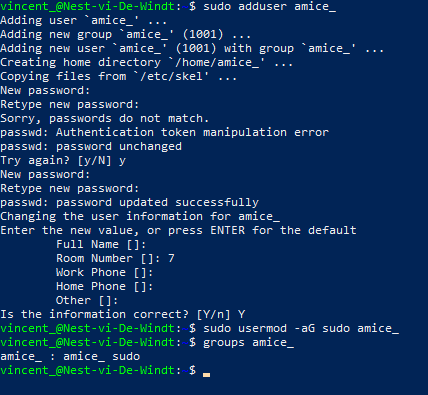 vincent_@Nest-vi-De-Windt: $ sudo adduser amice_
Adding user `amice_' ...
Adding new group `amice_' (1001) ...
Adding new user `amice_' (1001) with group `amice_' ...
Creating home directory `/home/amice_' ...
Copying files from `/etc/skel' ...
New password:
Retype new password:
Sorry, passwords do not match.
passwd: Authentication token manipulation error
passwd: password unchanged
Try again? [y/N] y
New password:
Retype new password:
passwd: password updated successfully
Changing the user information for amice_
Enter the new value, or press ENTER for the default
Full Name []:
Room Number []: 7
Work Phone []:
Home Phone []:
Other []:
Is the information correct? [Y/n] Y
vincent_@Nest-vi-De-Windt: $ sudo usermod -aG sudo amice_
vincent_@Nest-vi-De-Windt: $ groups amice_
amice_ : amice_ sudo
vincent_@Nest-vi-De-Windt: $